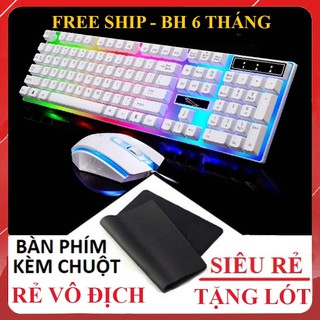 FREE SHIP - BH 6 THÁNG
BÀN PHÍM
KÈM CHUỘT
RẺ VÔ ĐỊCH
SIÊU RẺ
TẶNG LÓT